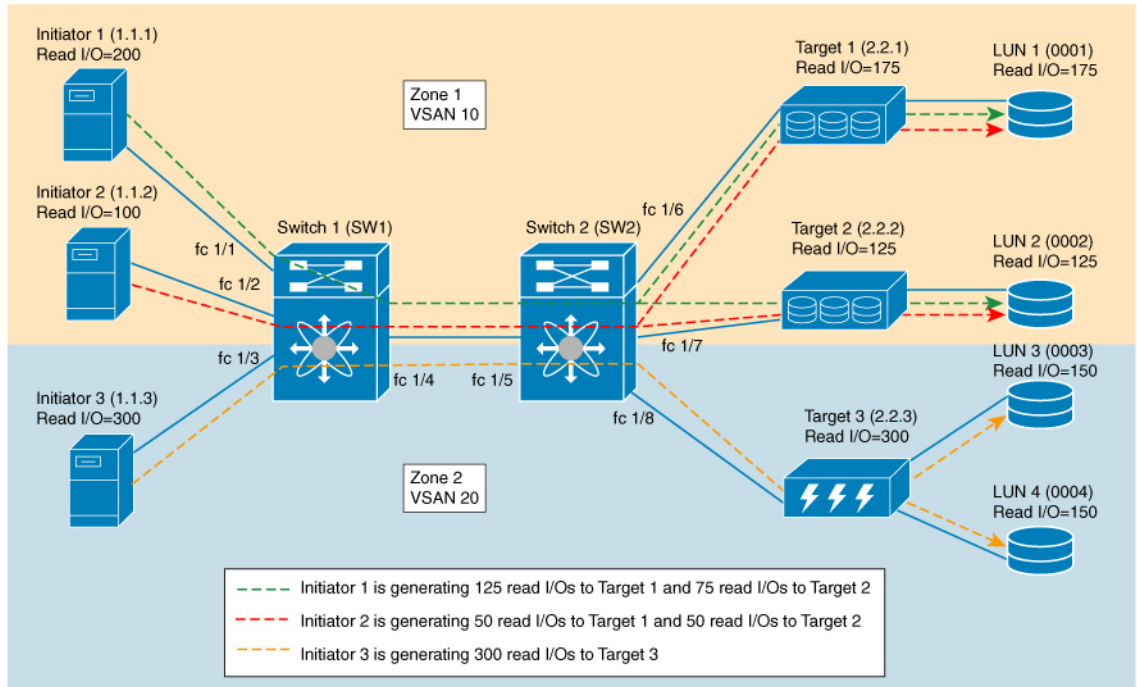 Initiator 1 (1.1.1)
Read I/O=200
Target 1 (2.2.1)
Read I/O=175
LUN 1 (0001)
Read I/O=175
Zone 1
VSAN 10
Initiator 2 (1.1.2)
Read I/O=100
fc 1/1
fc 1/2
Switch 1 (SW1)
Switch 2 (SW2)
fc 1/6
Target 2 (2.2.2)
Read I/O=125
LUN 2 (0002)
Read I/O=125
fc 1/3
fc 1/4
fc 1/5
fc 1/7
fc 1/8
LUN 3 (0003)
Read I/O=150
Initiator 3 (1.1.3)
Read I/O=300
Target 3 (2.2.3)
Read I/O=300
Zone 2
VSAN 20
LUN 4 (0004)
Read I/O=150
Initiator 1 is generating 125 read I/Os to Target 1 and 75 read I/Os to Target 2
Initiator 2 is generating 50 read I/Os to Target 1 and 50 read I/Os to Target 2
Initiator 3 is generating 300 read I/Os to Target 3